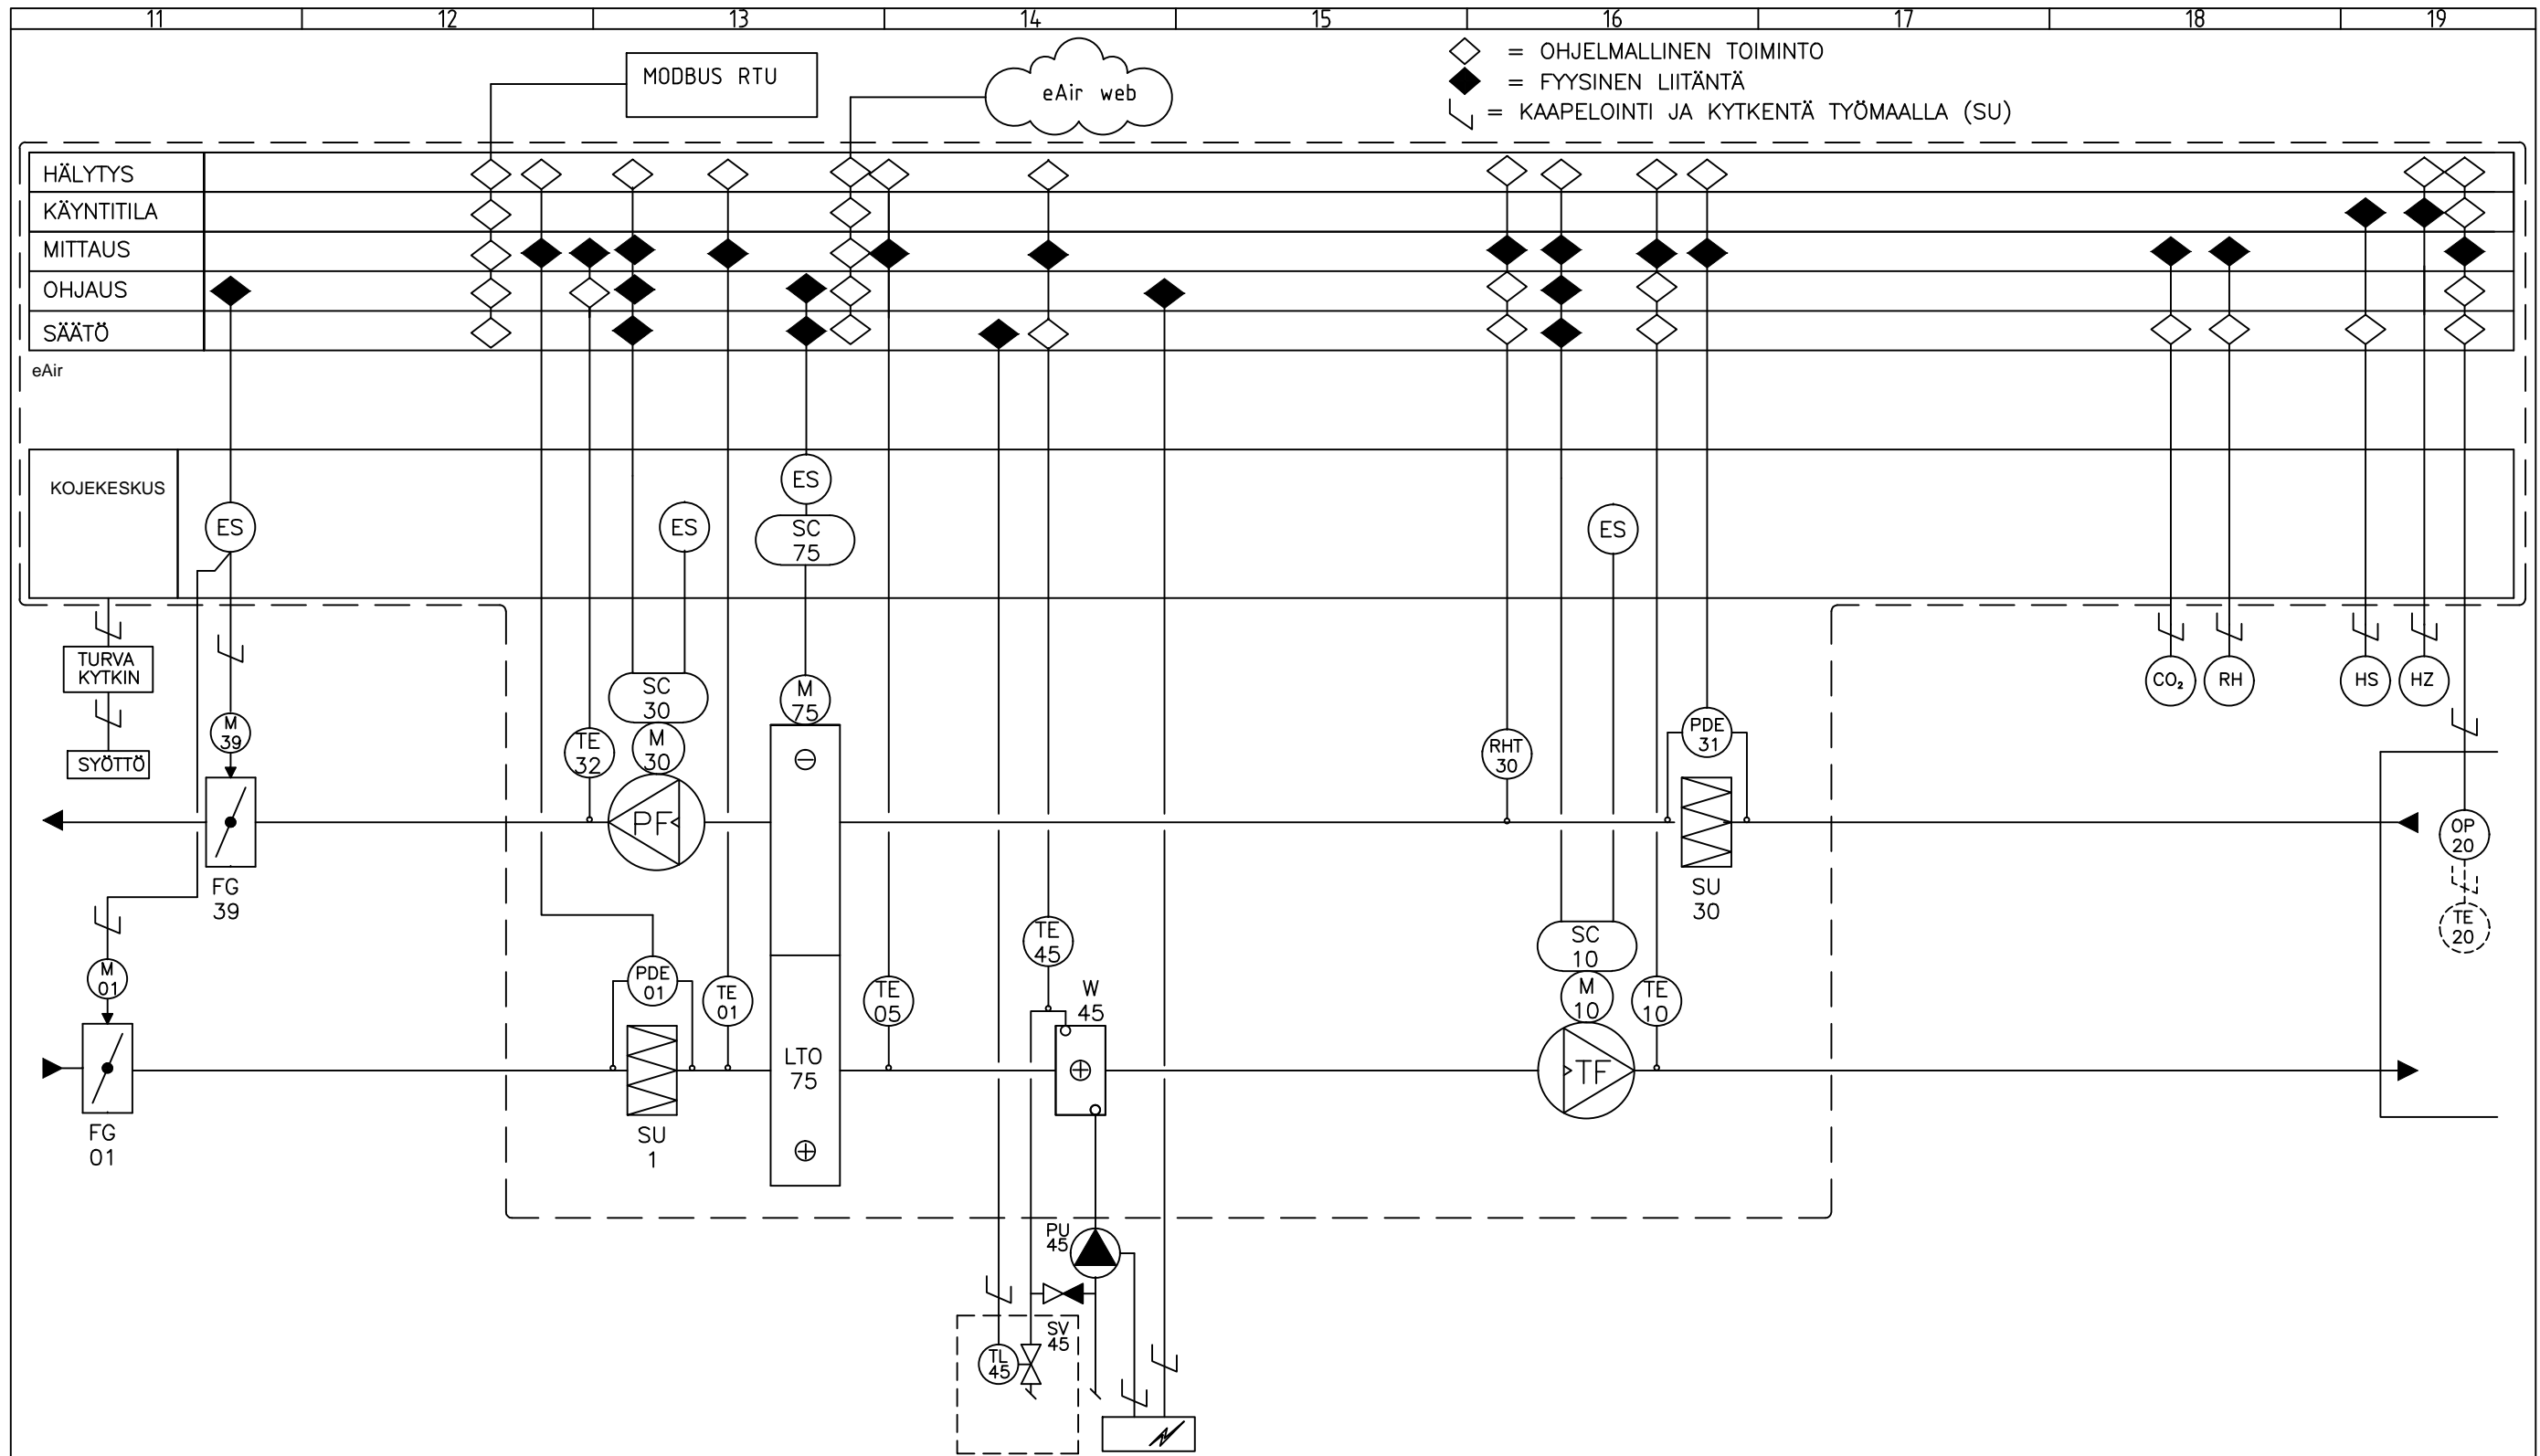 11 12 13 14 15 16 17 18 19
= OHJELMALLINEN TOIMINTO
MODBUS RTU
= FYYSINEN LIITÄNTÄ
eAir web
= KAAPELOINTI JA KYTKENTÄ TYÖMAALLA (SU)
HÄLYTYS
KÄYNTITILA
MITTAUS
OHJAUS
SÄÄTÖ
eAir
KOJEKESKUS
ES
ES
ES
SC
75
ES
TURVA
KYTKIN
SYÖTTÖ
M
39
TE
32
SC
30
M
30
M
75
RHT
30
PDE
31
CO₂
RH
HS
HZ
PF
OP
20
TE
20
FG
39
SU
30
M
01
PDE
01
TE
01
TE
05
TE
45
W
45
SC
10
M
10
TE
10
LTO
75
TF
FG
01
SU
1
PU
45
SV
45
TL
45